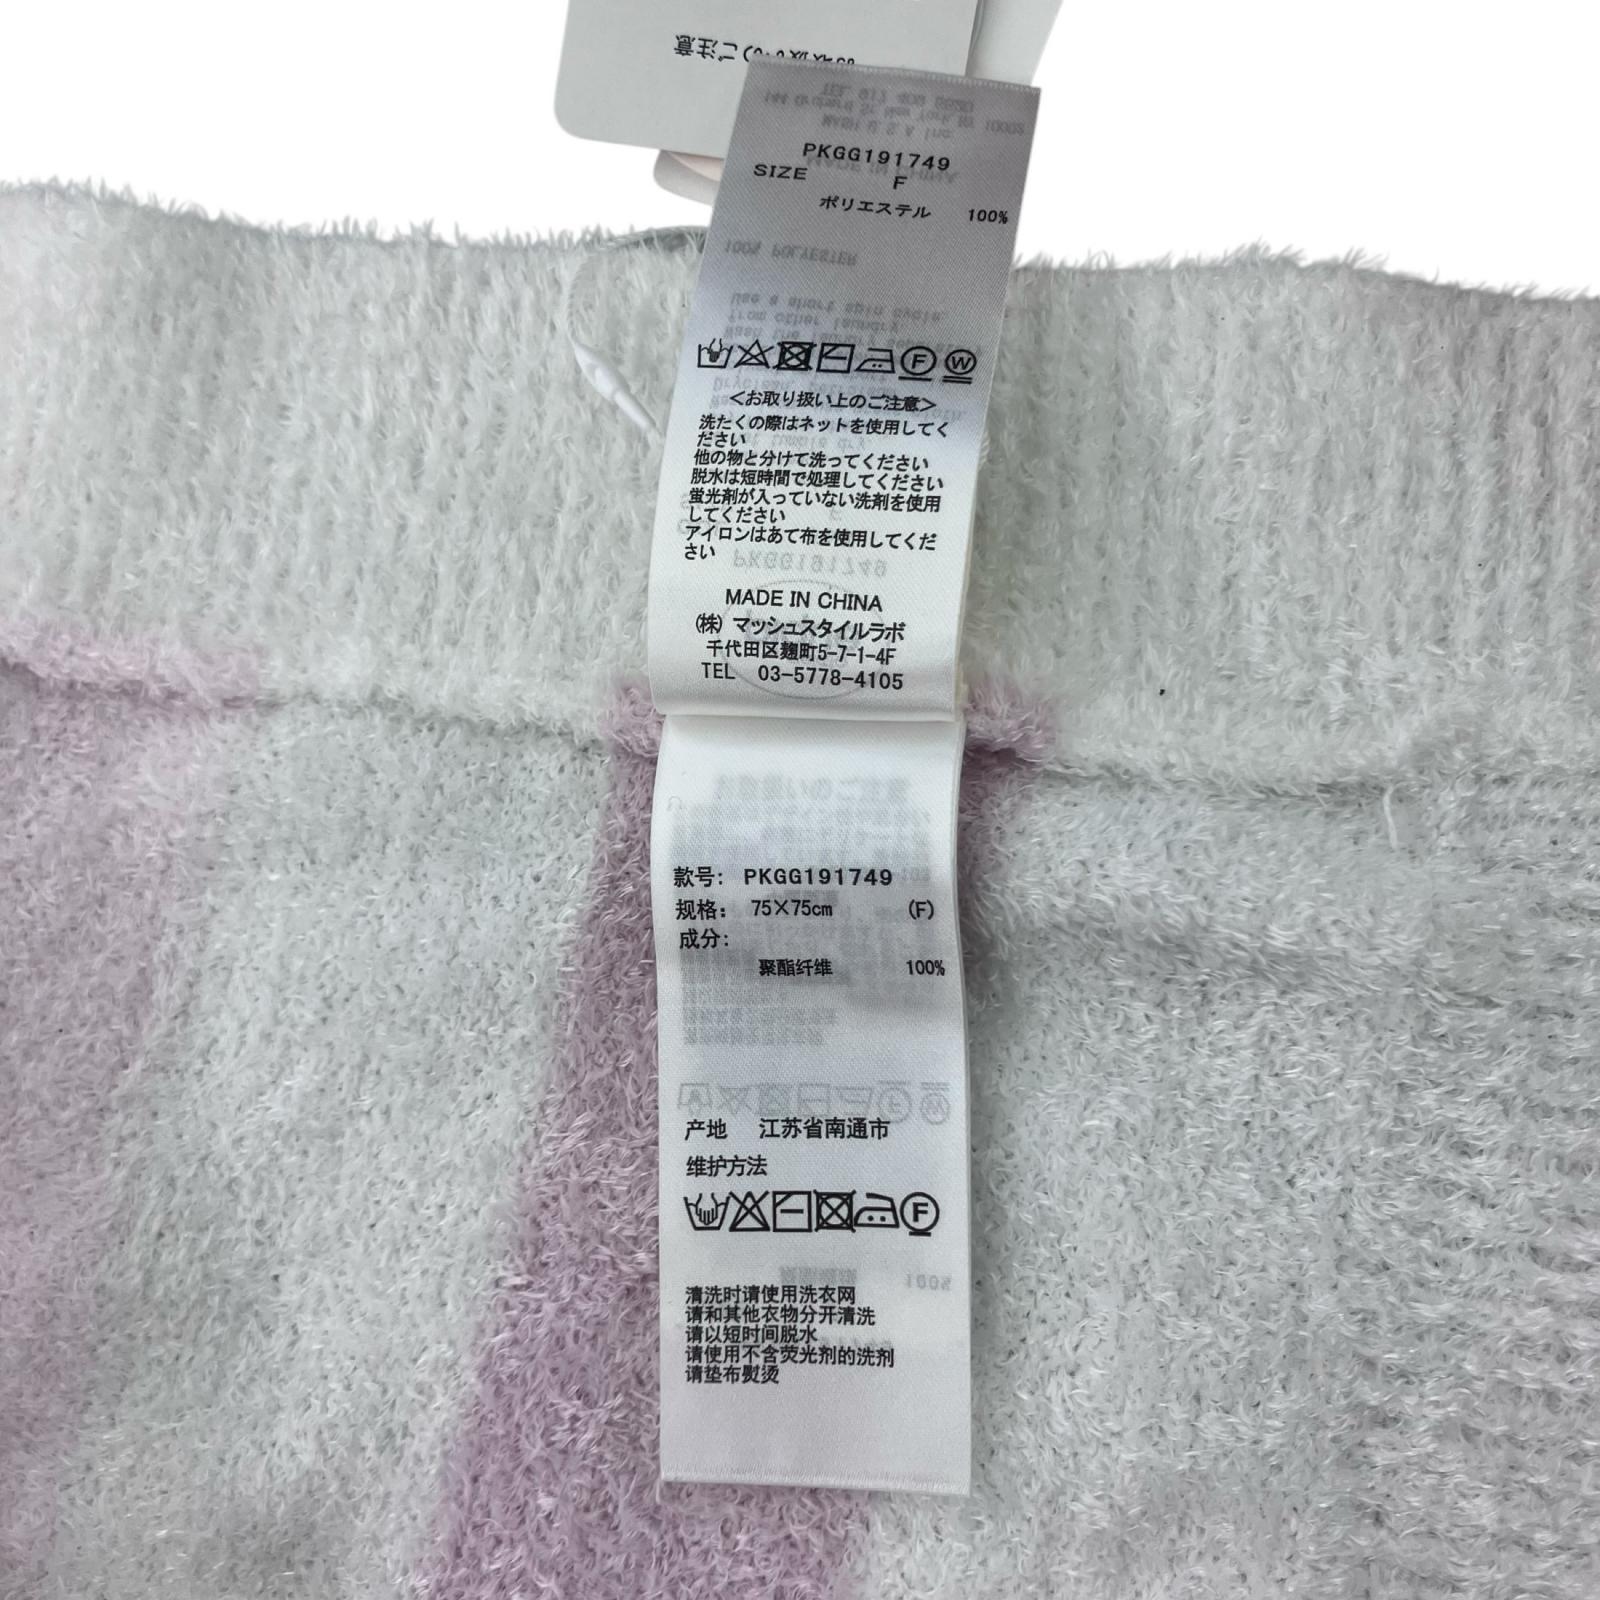 PKGG191749
SIZE F
ポリエステル 100%
<お取り扱い上のご注意>
洗たくの際はネットを使用してく
ださい
他の物と分けて洗ってください
脱水は短時間で処理してください
蛍光剤が入っていない洗剤を使用
してください
アイロンはあて布を使用してくだ
さい
MADE IN CHINA
(株) マッシュスタイルラボ
千代田区麹町5-7-1-4F
TEL 03-5778-4105
款号: PKGG191749
规格: 75×75cm (F)
成分:
聚酯纤维 100%
产地 江苏省南通市
维护方法
清洗时请使用洗衣网
请和其他衣物分开清洗
请以短时间脱水
请使用不含荧光剂的洗剂
请垫布熨烫